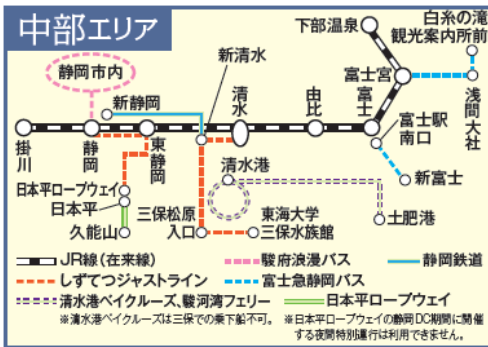 中部エリア
下部温泉
白糸の滝
観光案内所前
静岡市内
新清水
新静岡
清水
由比
富士
富士宮
浅間大社
掛川
静岡
東静岡
富士駅
南口
新富士
清水港
土肥港
日本平ロープウェイ
日本平
久能山
三保松原
入口
東海大学
三保水族館
JR線(在来線)
駿府浪漫バス
静岡鉄道
しずてつジャストライン
富士急静岡バス
清水港ベイクルーズ、駿河湾フェリー
日本平ロープウェイ
※清水港ベイクルーズは三保での乗下船不可。
※日本平ロープウェイの静岡DC期間に開催
する夜間特別運行は利用できません。